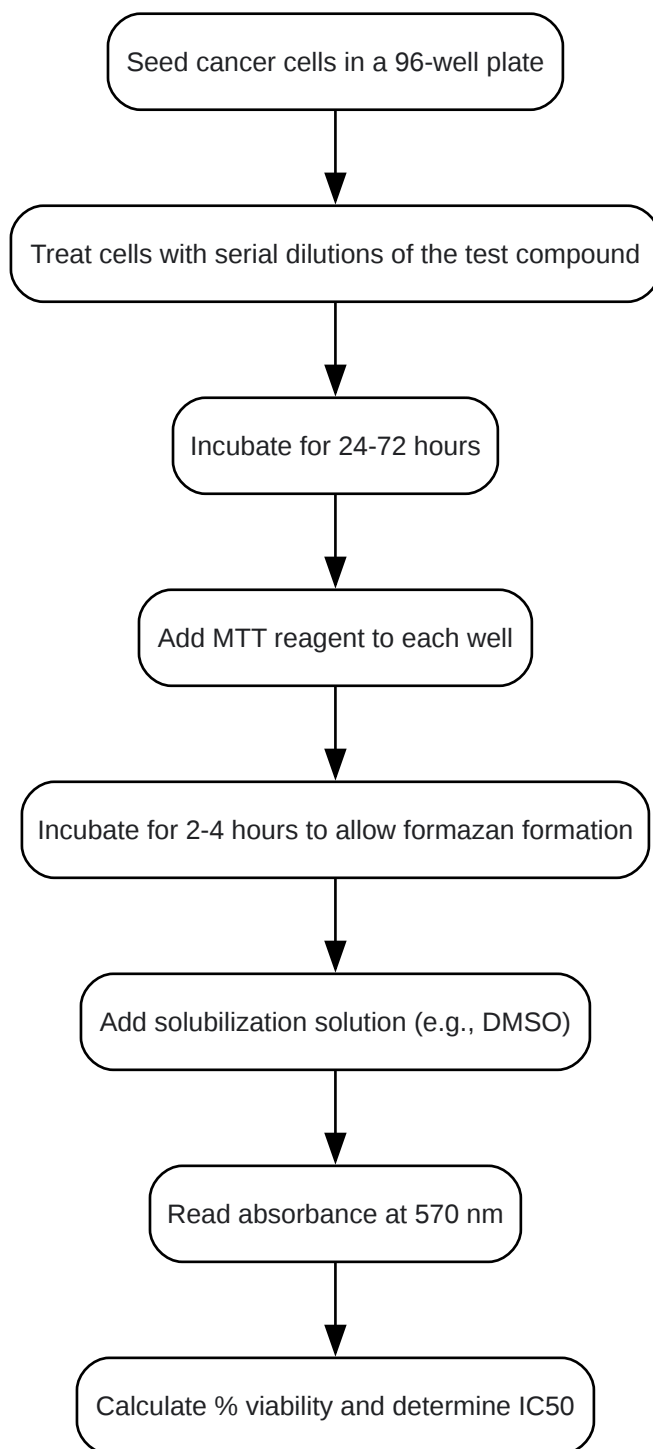 Seed cancer cells in a 96-well plate
Treat cells with serial dilutions of the test compound
Incubate for 24-72 hours
Add MTT reagent to each well
Incubate for 2-4 hours to allow formazan formation
Add solubilization solution (e.g., DMSO)
Read absorbance at 570 nm
Calculate % viability and determine IC50